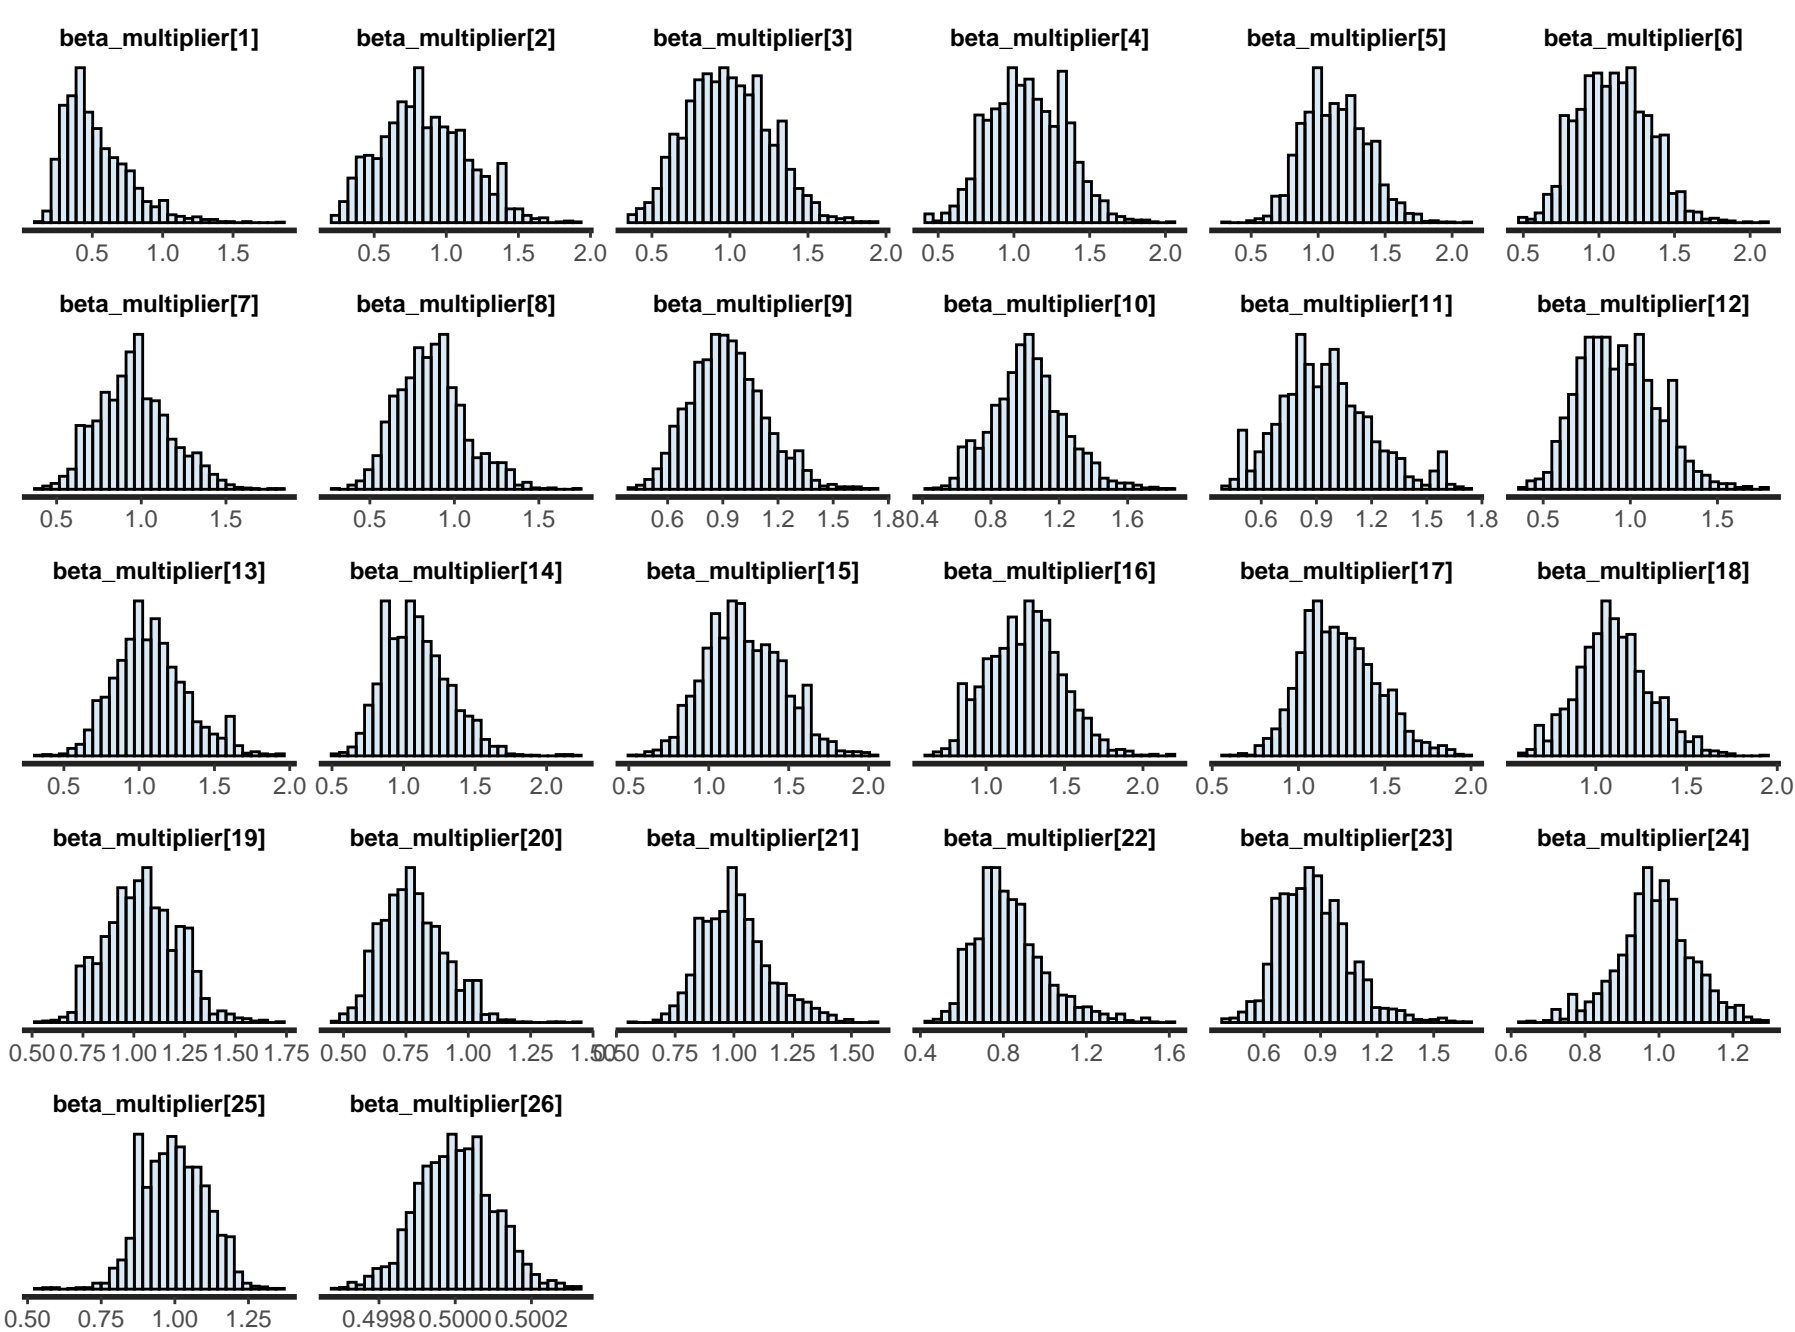 beta_multiplier[1] beta_multiplier[2] beta_multiplier[3] beta_multiplier[4] beta_multiplier[5] beta_multiplier[6]
0.5 1.0 1.5 0.5 1.0 1.5 2.0 0.5 1.0 1.5 2.0 0.5 1.0 1.5 2.0 0.5 1.0 1.5 2.0 0.5 1.0 1.5 2.0
beta_multiplier[7] beta_multiplier[8] beta_multiplier[9] beta_multiplier[10] beta_multiplier[11] beta_multiplier[12]
0.5 1.0 1.5 0.5 1.0 1.5 0.6 0.9 1.2 1.5 1.8 0.4 0.8 1.2 1.6 0.6 0.9 1.2 1.5 1.8 0.5 1.0 1.5
beta_multiplier[13] beta_multiplier[14] beta_multiplier[15] beta_multiplier[16] beta_multiplier[17] beta_multiplier[18]
0.5 1.0 1.5 2.0 0.5 1.0 1.5 2.0 0.5 1.0 1.5 2.0 1.0 1.5 2.0 0.5 1.0 1.5 2.0 1.0 1.5 2.0
beta_multiplier[19] beta_multiplier[20] beta_multiplier[21] beta_multiplier[22] beta_multiplier[23] beta_multiplier[24]
0.50 0.75 1.00 1.25 1.50 1.75 0.50 0.75 1.00 1.25 1.50 0.50 0.75 1.00 1.25 1.50 0.4 0.8 1.2 1.6 0.6 0.9 1.2 1.5 0.6 0.8 1.0 1.2
beta_multiplier[25] beta_multiplier[26]
0.50 0.75 1.00 1.25 0.4998 0.5000 0.5002